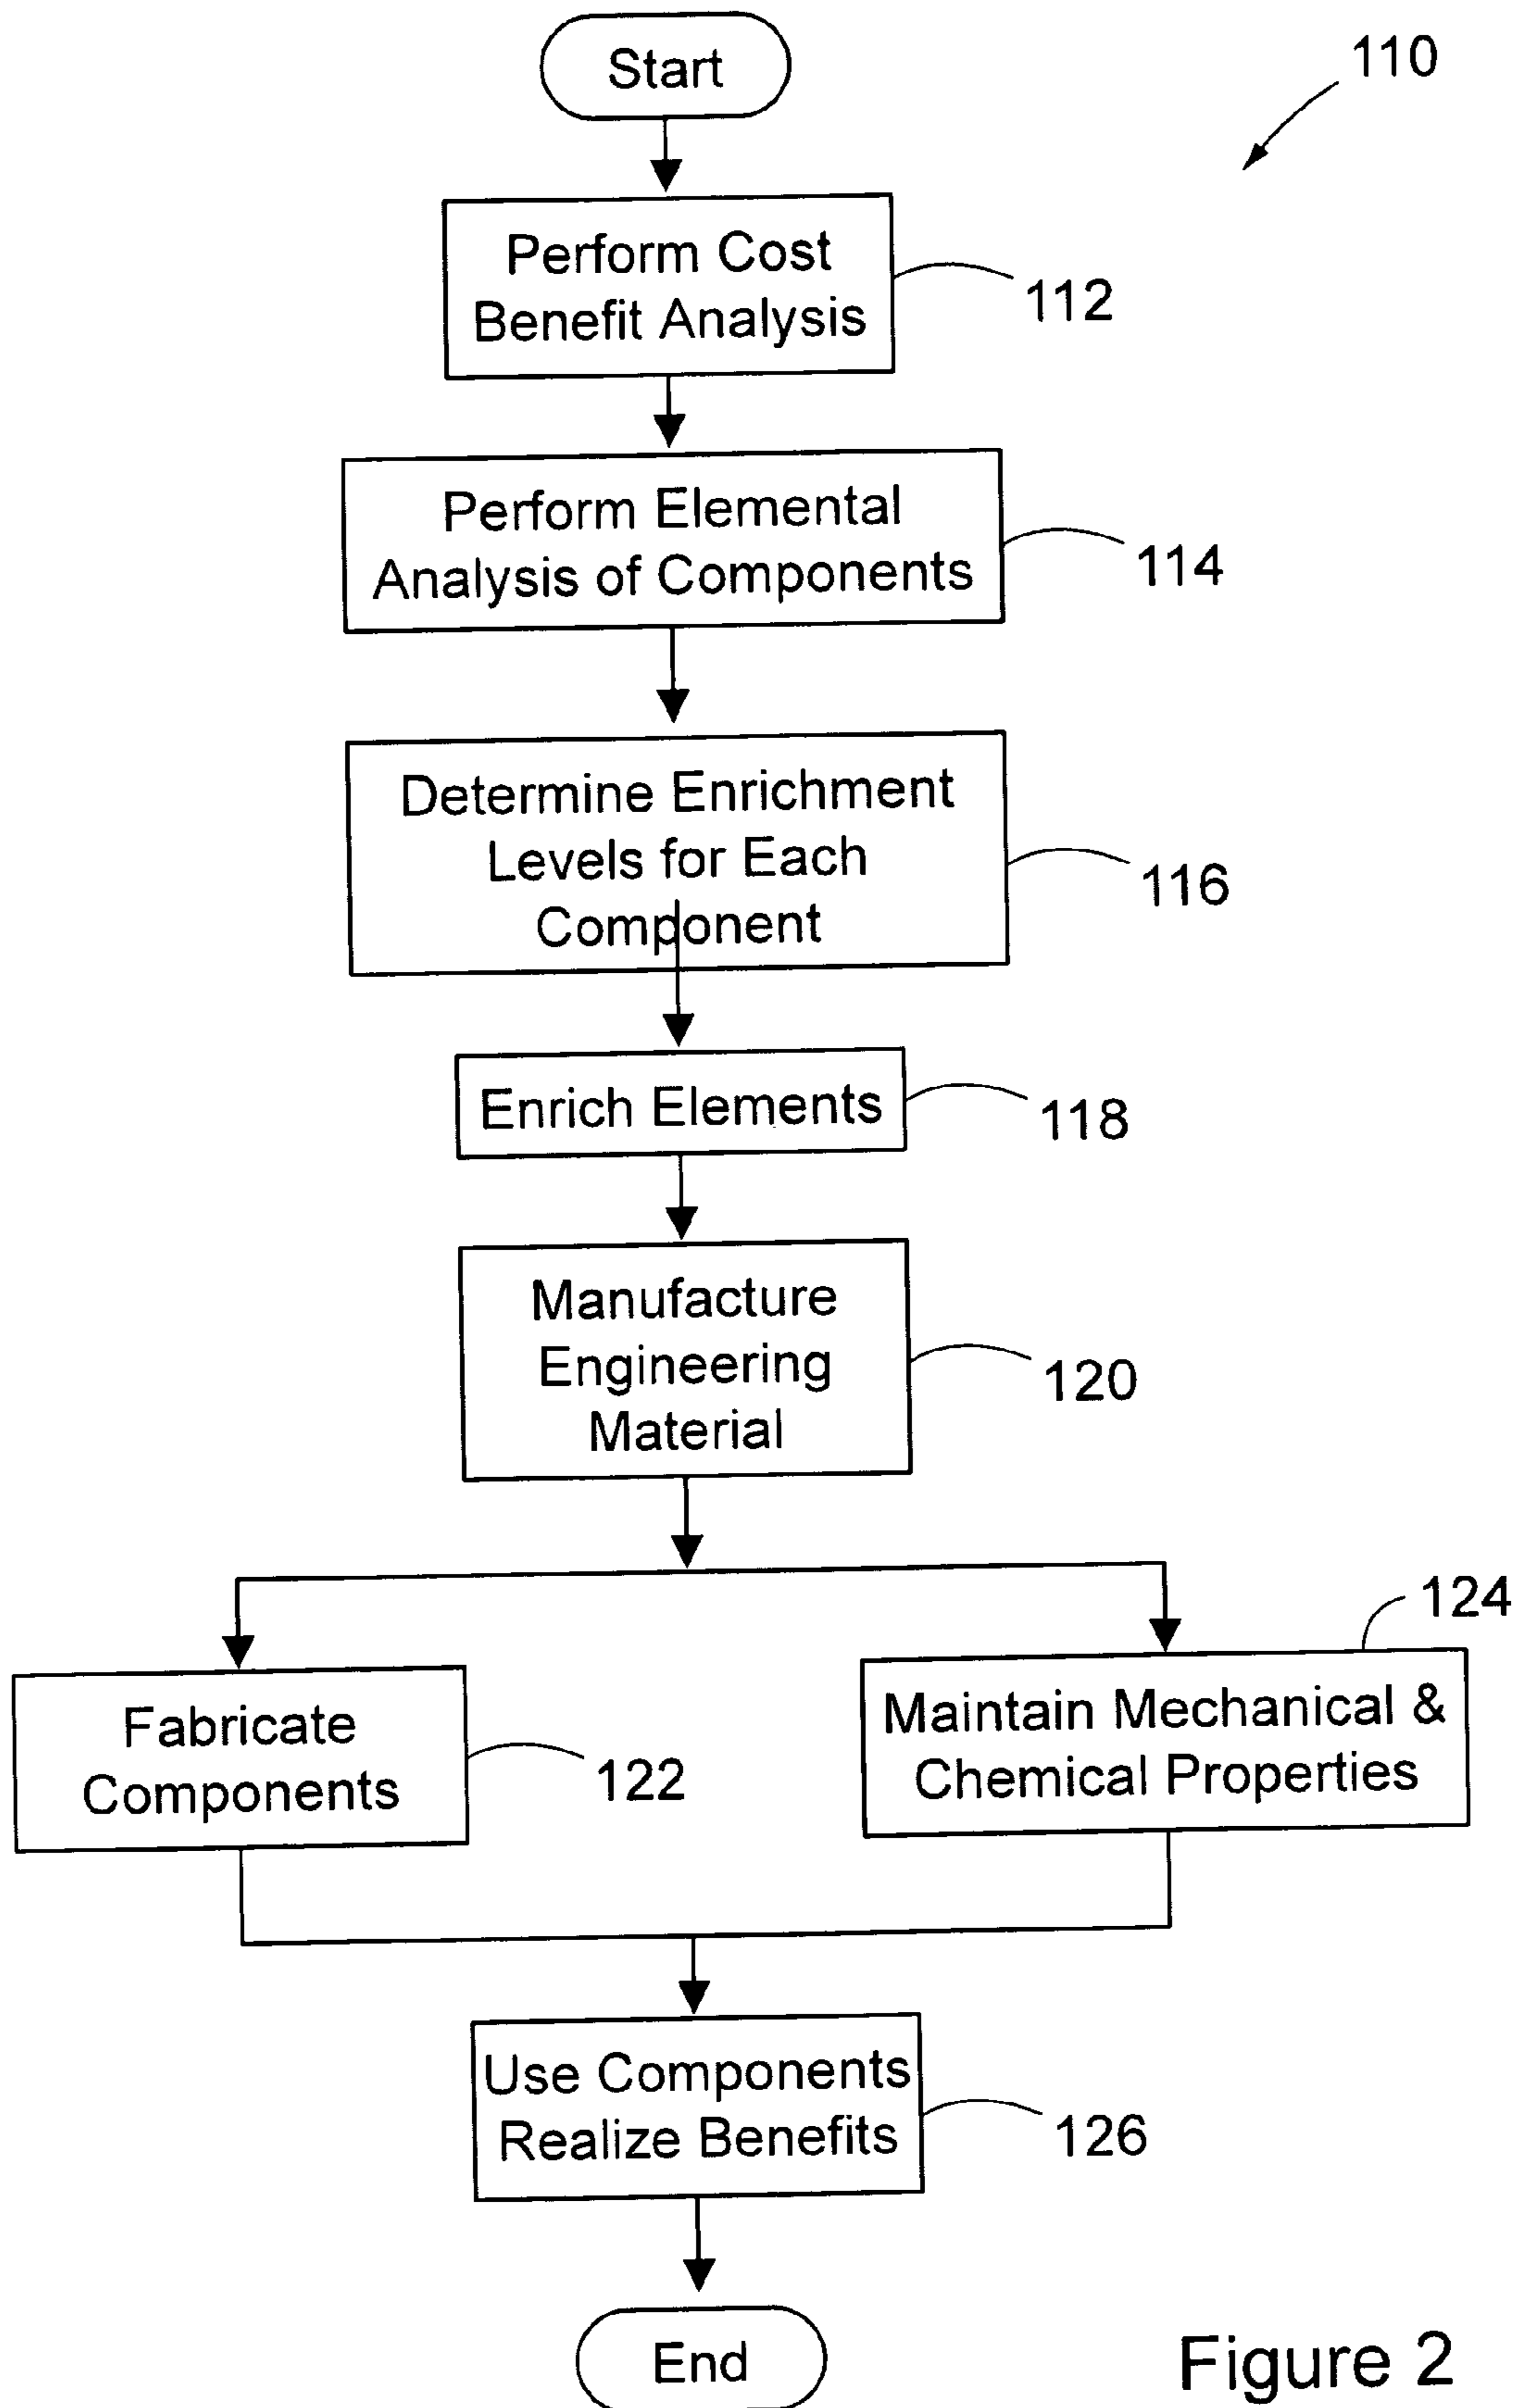 Start
110
Perform Cost
Benefit Analysis
112
Perform Elemental
Analysis of Components
114
Determine Enrichment
Levels for Each
Component
116
Enrich Elements
118
Manufacture
Engineering
Material
120
124
Fabricate
Components
122
Maintain Mechanical &
Chemical Properties
Use Components
Realize Benefits
126
End
Figure 2